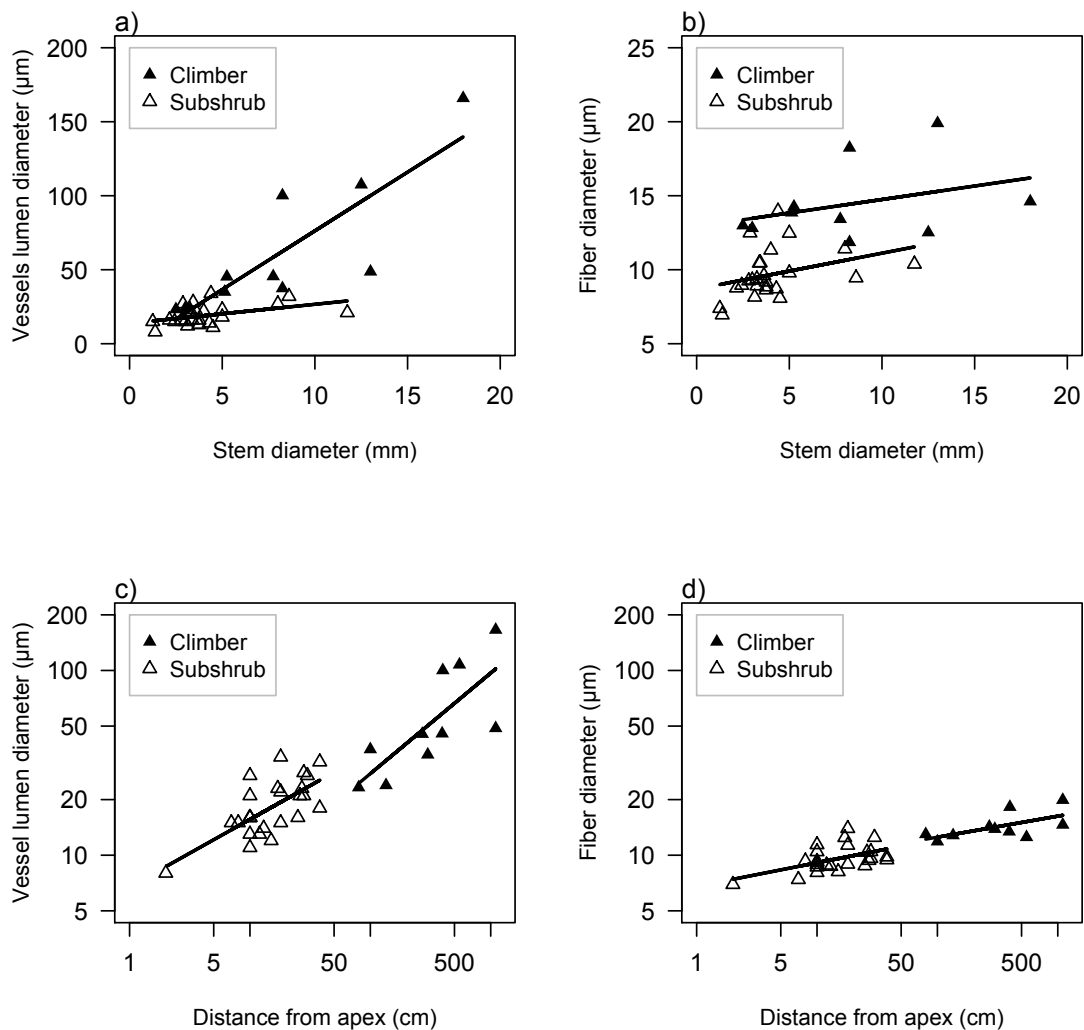 a)
Vessels lumen diameter (µm)
200
150
100
50
0
Climber
Subshrub
0 5 10 15 20
Stem diameter (mm)
b)
Fiber diameter (µm)
25
20
15
10
5
Climber
Subshrub
0 5 10 15 20
Stem diameter (mm)
c)
Vessel lumen diameter (µm)
200
100
50
20
10
5
Climber
Subshrub
1 5 50 500
Distance from apex (cm)
d)
Fiber diameter (µm)
200
100
50
20
10
5
Climber
Subshrub
1 5 50 500
Distance from apex (cm)